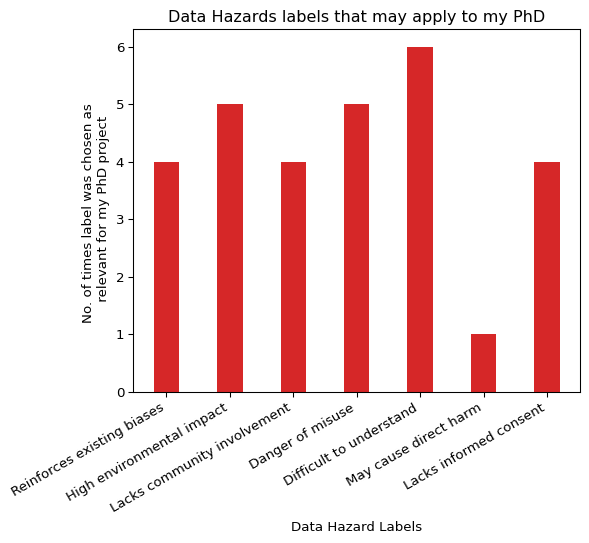 Data Hazards labels that may apply to my PhD
No. of times label was chosen as
relevant for my PhD project
6
5
4
3
2
1
0
Reinforces existing biases
High environmental impact
Lacks community involvement
Danger of misuse
Difficult to understand
May cause direct harm
Lacks informed consent
Data Hazard Labels